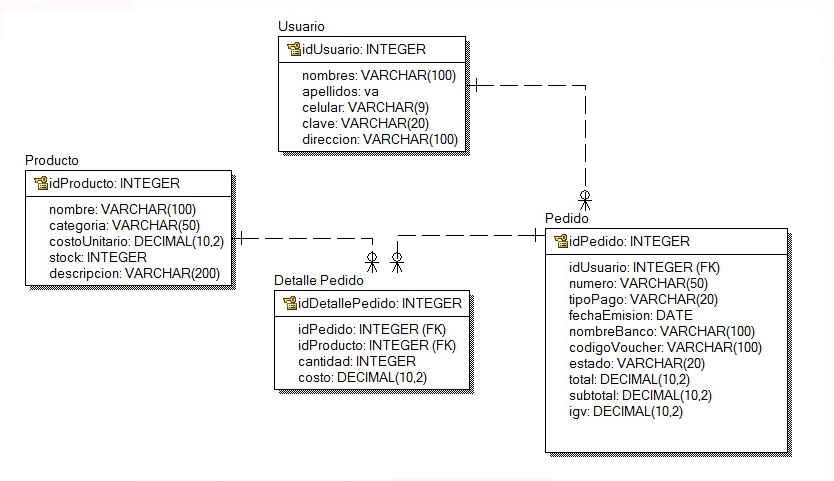 Usuario
idUsuario: INTEGER
nombres: VARCHAR(100)
apellidos: va
celular: VARCHAR(9)
clave: VARCHAR(20)
direccion: VARCHAR(100)
Producto
idProducto: INTEGER
nombre: VARCHAR(100)
categoria: VARCHAR(50)
costoUnitario: DECIMAL(10,2)
stock: INTEGER
descripcion: VARCHAR(200)
Detalle Pedido
idDetallePedido: INTEGER
idPedido: INTEGER (FK)
idProducto: INTEGER (FK)
cantidad: INTEGER
costo: DECIMAL(10,2)
Pedido
idPedido: INTEGER
idUsuario: INTEGER (FK)
numero: VARCHAR(50)
tipoPago: VARCHAR(20)
fechaEmision: DATE
nombreBanco: VARCHAR(100)
codigoVoucher: VARCHAR(100)
estado: VARCHAR(20)
total: DECIMAL(10,2)
subtotal: DECIMAL(10,2)
igv: DECIMAL(10,2)